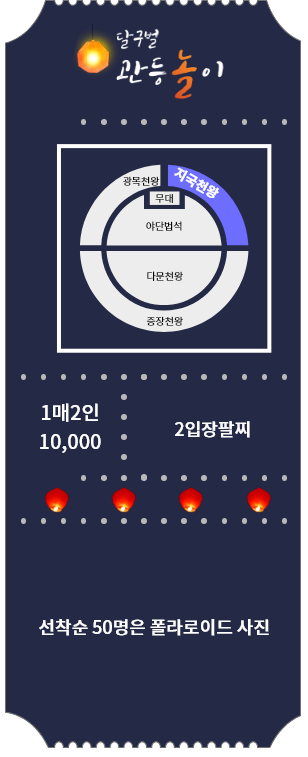 달구벌
관등놀이
광목천왕
지국천왕
무대
야단법석
다문천왕
증장천왕
1매2인
10,000
2입장팔찌
선착순 50명은 폴라로이드 사진